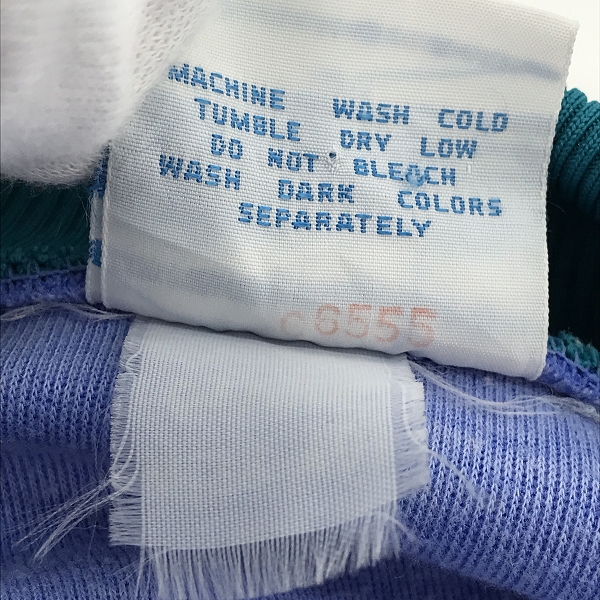 MACHINE WASH COLD
TUMBLE DRY LOW
DO NOT BLEACH
WASH DARK COLORS
SEPARATELY
C6555